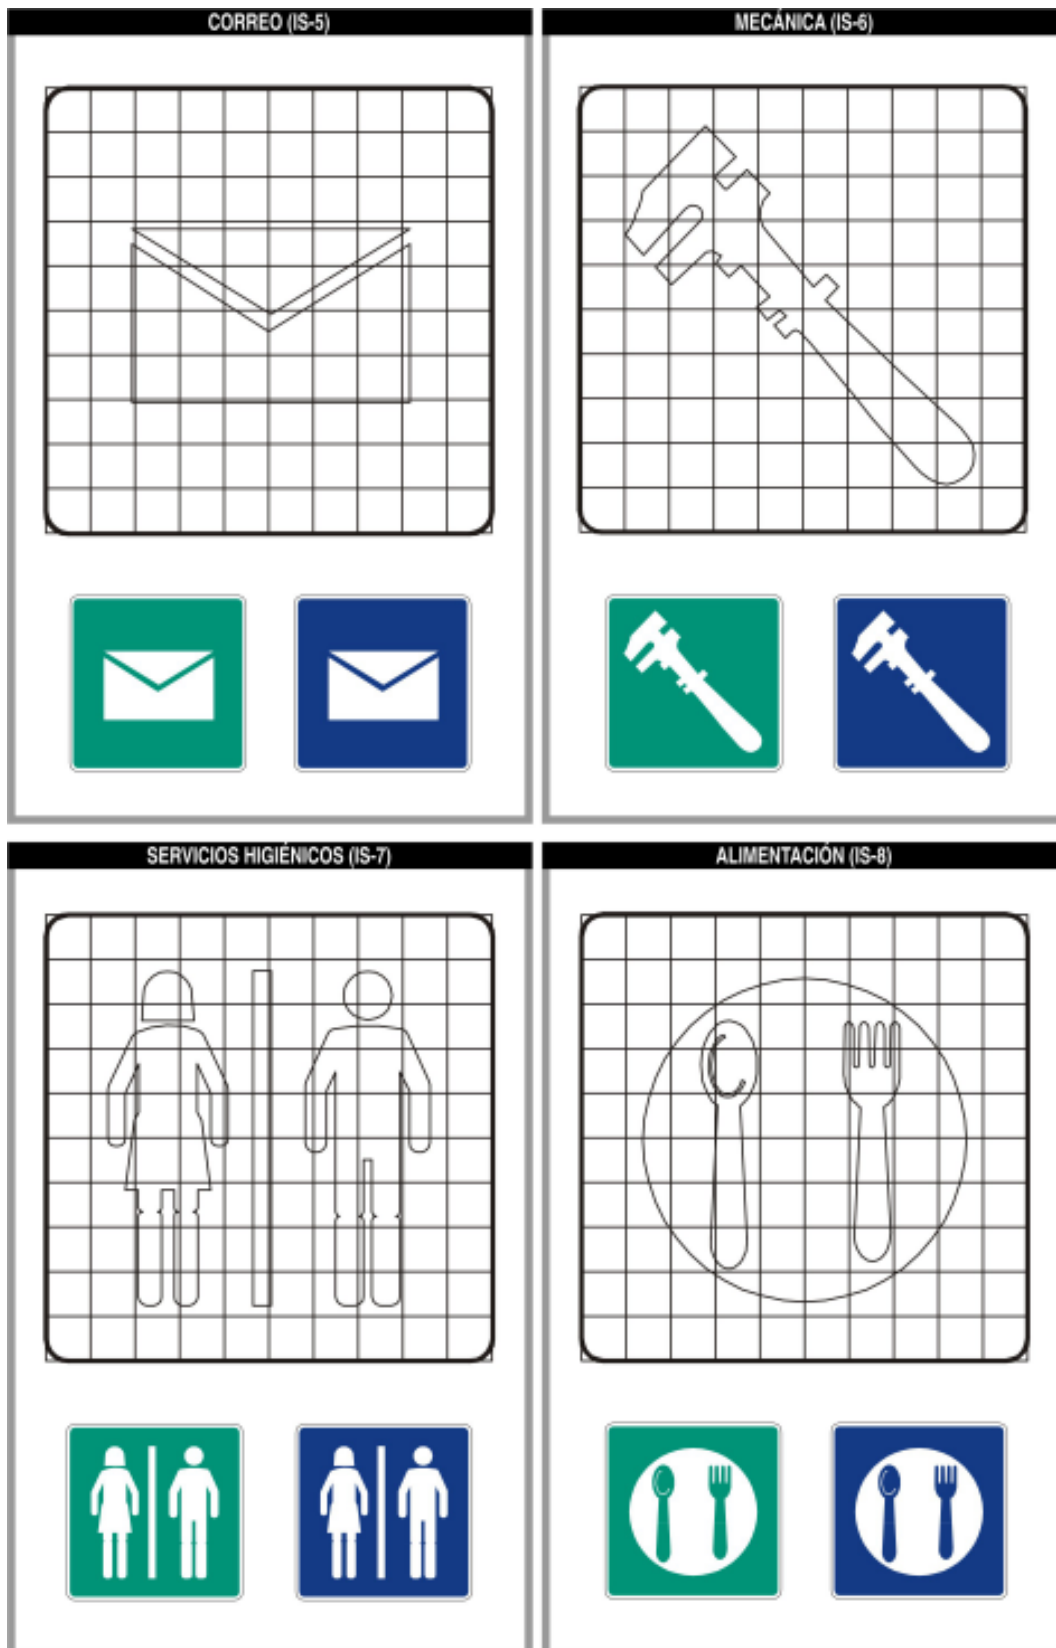 CORREO (IS-5)
MECÁNICA (IS-6)
SERVICIOS HIGIÉNICOS (IS-7)
ALIMENTACIÓN (IS-8)